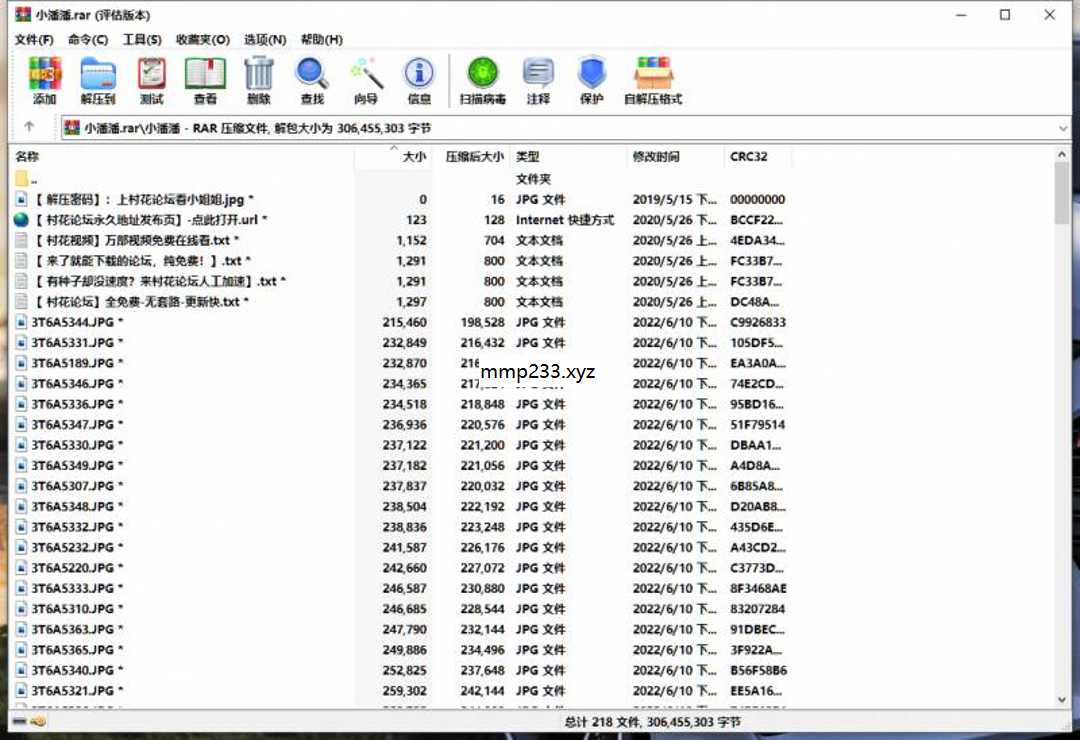 小潘潘.rar (评估版本)
文件(F) 命令(C) 工具(S) 收藏夹(O) 选项(N) 帮助(H)
添加 解压到 测试 查看 删除 查找 向导 信息 扫描病毒 注释 保护 自解压格式
小潘潘.rar\小潘潘 - RAR 压缩文件, 解包大小为 306,455,303 字节
名称 大小 压缩后大小 类型 修改时间 CRC32
.. 文件夹
【 解压密码】：上村花论坛看小姐姐.jpg * 0 16 JPG 文件 2019/5/15 下... 00000000
【 村花论坛永久地址发布页】-点此打开.url * 123 128 Internet 快捷方式 2020/5/26 下... BCCF22...
【 村花视频】万部视频免费在线看.txt * 1,152 704 文本文档 2020/5/26 上... 4EDA34...
【 来了就能下载的论坛，纯免费！】.txt * 1,291 800 文本文档 2020/5/26 上... FC33B7...
【 有种子却没速度？来村花论坛人工加速】.txt * 1,291 800 文本文档 2020/5/26 上... FC33B7...
【 村花论坛】全免费-无套路-更新快.txt * 1,297 800 文本文档 2020/5/26 上... DC48A...
3T6A5344.JPG * 215,460 198,528 JPG 文件 2022/6/10 下... C9926833
3T6A5331.JPG * 232,849 216,432 JPG 文件 2022/6/10 下... 105DF5...
3T6A5189.JPG * 232,870 2022/6/10 下... EA3A0A...
mmp233.xyz
3T6A5346.JPG * 234,365 JPG 文件 2022/6/10 下... 74E2CD...
3T6A5336.JPG * 234,518 218,848 JPG 文件 2022/6/10 下... 95BD16...
3T6A5347.JPG * 236,936 220,576 JPG 文件 2022/6/10 下... 51F79514
3T6A5330.JPG * 237,122 221,200 JPG 文件 2022/6/10 下... DBAA1...
3T6A5349.JPG * 237,182 221,056 JPG 文件 2022/6/10 下... A4D8A...
3T6A5307.JPG * 237,837 220,032 JPG 文件 2022/6/10 下... 6B85A8...
3T6A5348.JPG * 238,504 222,192 JPG 文件 2022/6/10 下... D20AB8...
3T6A5332.JPG * 238,836 223,248 JPG 文件 2022/6/10 下... 435D6E...
3T6A5232.JPG * 241,587 226,176 JPG 文件 2022/6/10 下... A43CD2...
3T6A5220.JPG * 242,660 227,072 JPG 文件 2022/6/10 下... C3773D...
3T6A5333.JPG * 246,587 230,880 JPG 文件 2022/6/10 下... 8F3468AE
3T6A5310.JPG * 246,685 228,544 JPG 文件 2022/6/10 下... 83207284
3T6A5363.JPG * 247,790 232,144 JPG 文件 2022/6/10 下... 91DBEC...
3T6A5365.JPG * 249,886 234,496 JPG 文件 2022/6/10 下... 3F922A...
3T6A5340.JPG * 252,825 237,648 JPG 文件 2022/6/10 下... B56F58B6
3T6A5321.JPG * 259,302 242,144 JPG 文件 2022/6/10 下... EE5A16...
总计 218 文件, 306,455,303 字节